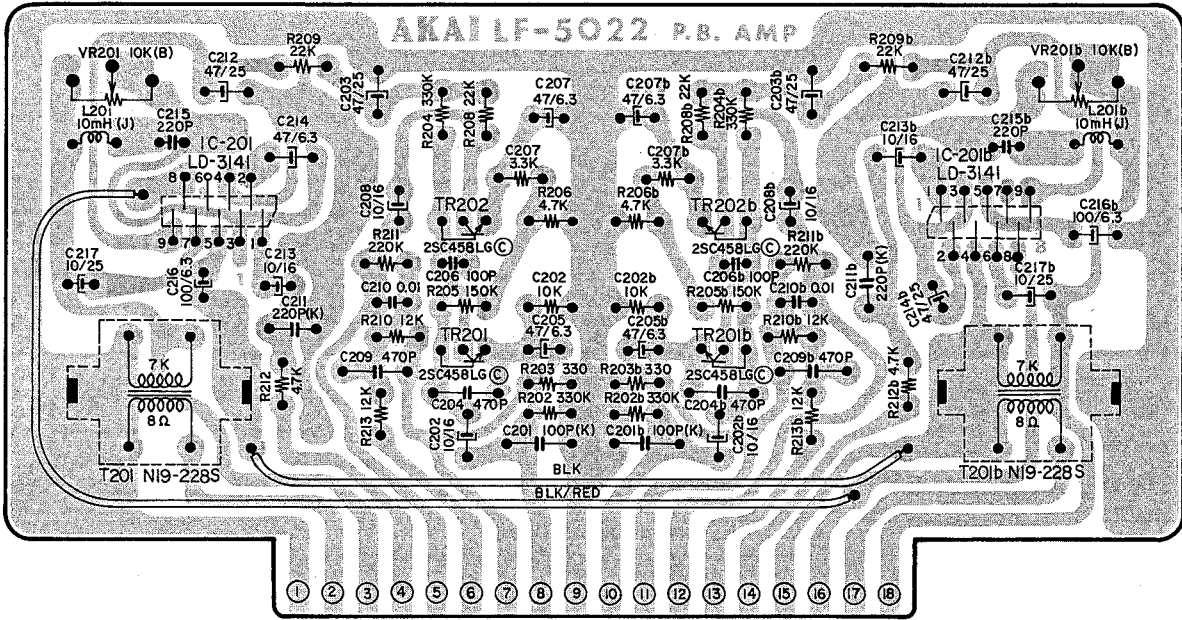 AKAI LF-5022 P.B. AMP
VR201 10K(B)
C212
47/25
R209
22K
C203
47/25
R204 330K
R208 22K
C207
47/6.3
C207b
47/6.3
R208b 22K
R204b
330K
C203b
47/25
R209b
22K
C212b
47/25
VR201b 10K(B)
L201
10mH(J)
C215
220P
C214
47/6.3
IC-201
LD-3141
8 6 4 2
9 7 5 3 1
C207
3.3K
C207b
3.3K
C213b
10/16
C215b
220P
L201b
10mH(J)
IC-201b
LD-3141
1 3 5 7 9
2 4 6 8
1
8
1
C208
10/16
TR202
2SC458LG C
R206
4.7K
R206b
4.7K
TR202b
2SC458LG C
C208b
10/16
C216b
100/6.3
C217
10/25
C216
100/6.3
C213
10/16
R211
220K
C206 100P
R211b
220K
C206b 100P
C211b
220P(K)
C214b
47/25
C217b
10/25
C211
220P(K)
C210 0.01
R205 150K
C202
10K
C202b
10K
R205b 150K
C210b 0.01
R210 12K
TR201
2SC458LG C
C205
47/6.3
C205b
47/6.3
TR201b
2SC458LG C
R210b 12K
7K
8Ω
T201 N19-228S
R212
47K
C209 470P
R213 12K
C204 470P
C202
10/16
R203 330
R202 330K
C201 100P(K)
R203b 330
R202b 330K
C201b 100P(K)
C204b 470P
C202b
10/16
C209b 470P
R213b 12K
R212b 4.7K
7K
8Ω
T201b N19-228S
BLK
BLK/RED
1 2 3 4 5 6 7 8 9 10 11 12 13 14 15 16 17 18